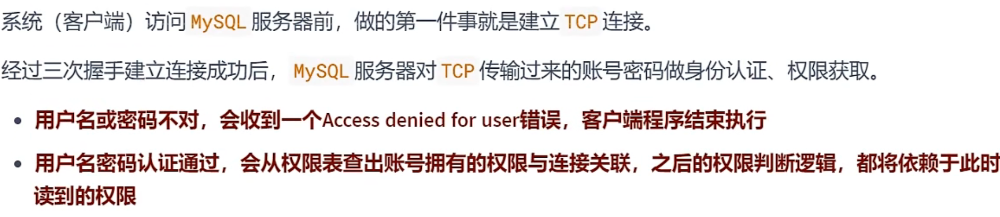 系统（客户端）访问 MySQL 服务器前，做的第一件事就是建立 TCP 连接。
经过三次握手建立连接成功后， MySQL 服务器对 TCP 传输过来的账号密码做身份认证、权限获取。
• 用户名或密码不对，会收到一个Access denied for user错误，客户端程序结束执行
• 用户名密码认证通过，会从权限表查出账号拥有的权限与连接关联，之后的权限判断逻辑，都将依赖于此时
读到的权限